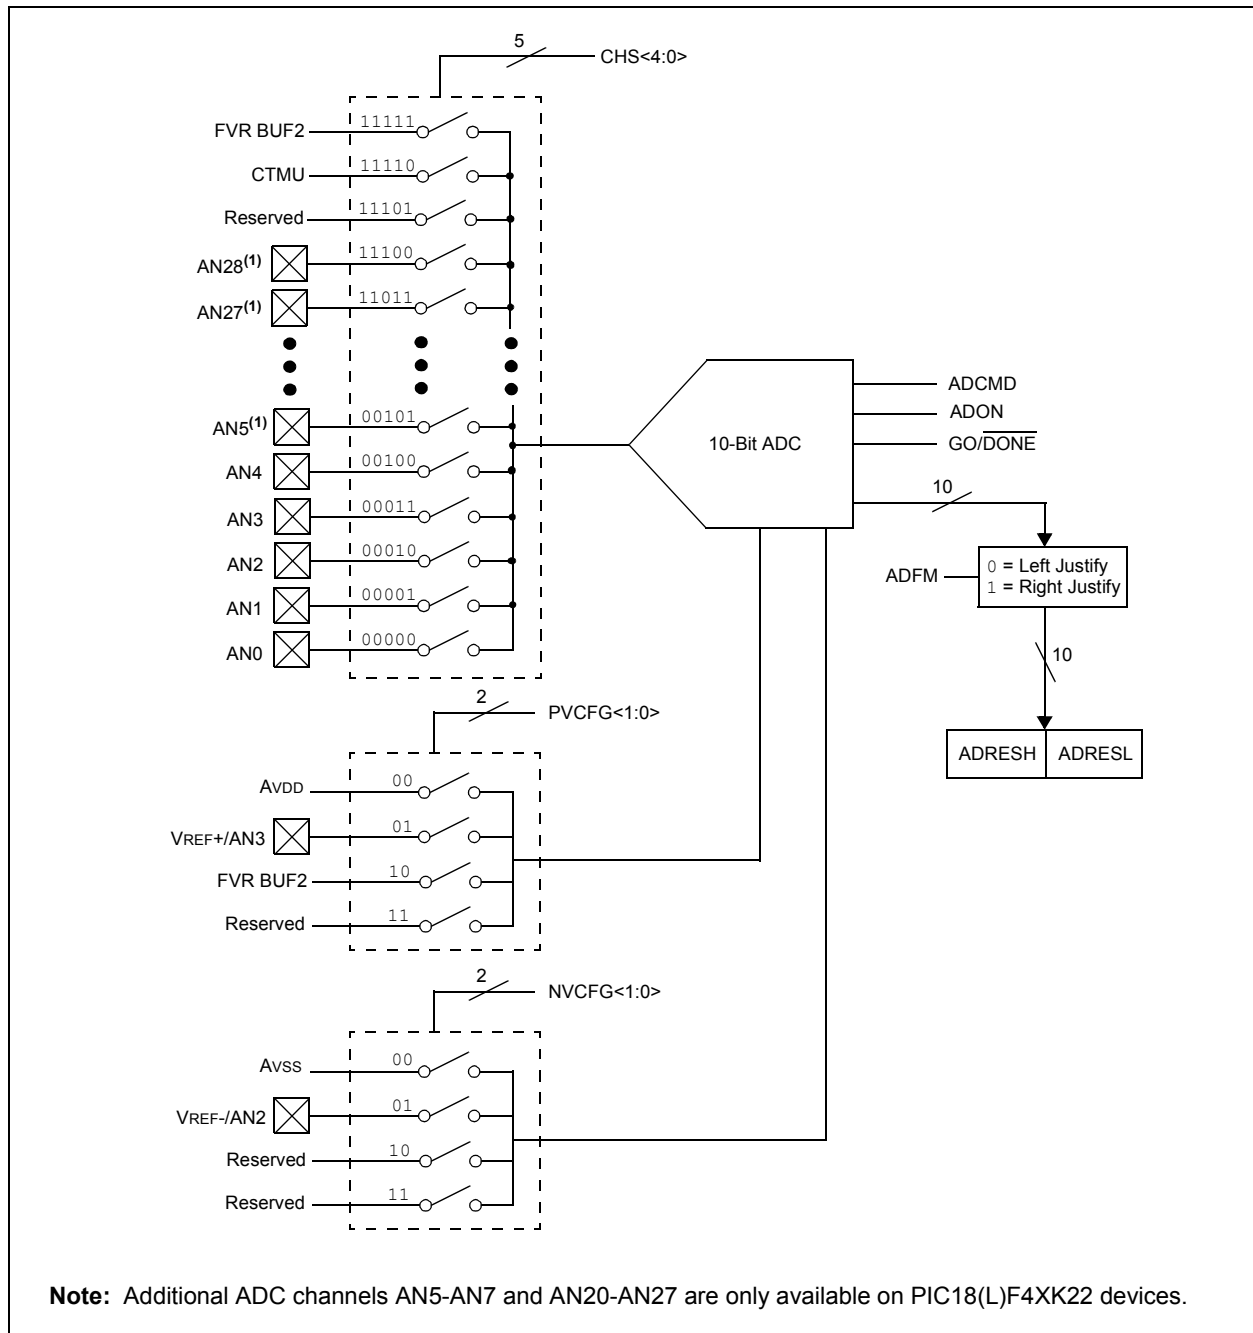 5
CHS<4:0>
FVR BUF2 11111
CTMU 11110
Reserved 11101
AN28(1) 11100
AN27(1) 11011
AN5(1) 00101
AN4 00100
AN3 00011
AN2 00010
AN1 00001
AN0 00000
10-Bit ADC
ADCMD
ADON
GO/DONE
10
ADFM
0 = Left Justify
1 = Right Justify
10
ADRESH ADRESL
2
PVCFG<1:0>
AVDD 00
VREF+/AN3 01
FVR BUF2 10
Reserved 11
2
NVCFG<1:0>
AVSS 00
VREF-/AN2 01
Reserved 10
Reserved 11
Note: Additional ADC channels AN5-AN7 and AN20-AN27 are only available on PIC18(L)F4XK22 devices.